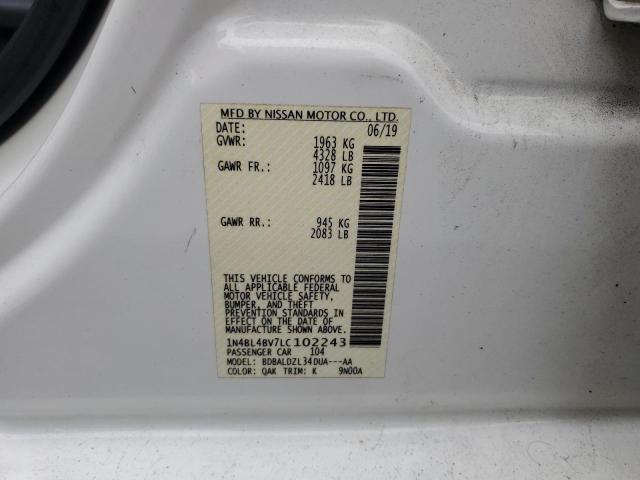 MFD BY NISSAN MOTOR CO., LTD.
DATE: 06/19
GVWR: 1963 KG
4328 LB
GAWR FR.: 1097 KG
2418 LB
GAWR RR.: 945 KG
2083 LB
THIS VEHICLE CONFORMS TO
ALL APPLICABLE FEDERAL
MOTOR VEHICLE SAFETY,
BUMPER, AND THEFT
PREVENTION STANDARDS IN
EFFECT ON THE DATE OF
MANUFACTURE SHOWN ABOVE.
1N4BL4BV7LC102243
PASSENGER CAR 104
MODEL: BDBALDZL34DUA---AA
COLOR: QAK TRIM: K 9N00A